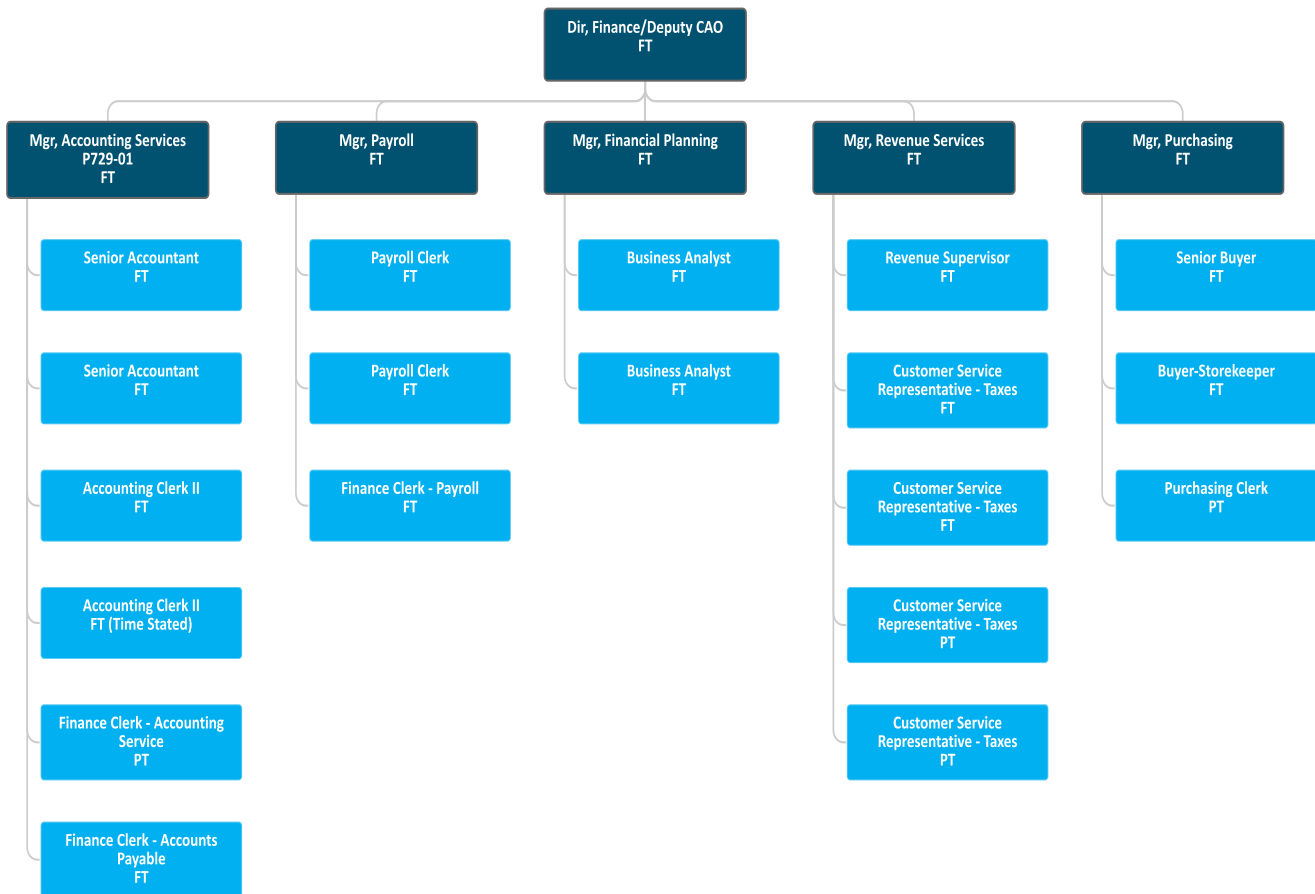 Dir, Finance/Deputy CAO
FT
Mgr, Accounting Services
P729-01
FT
Mgr, Payroll
FT
Mgr, Financial Planning
FT
Mgr, Revenue Services
FT
Mgr, Purchasing
FT
Senior Accountant
FT
Senior Accountant
FT
Accounting Clerk II
FT
Accounting Clerk II
FT (Time Stated)
Finance Clerk - Accounting
Service
PT
Finance Clerk - Accounts
Payable
FT
Payroll Clerk
FT
Payroll Clerk
FT
Finance Clerk - Payroll
FT
Business Analyst
FT
Business Analyst
FT
Revenue Supervisor
FT
Customer Service
Representative - Taxes
FT
Customer Service
Representative - Taxes
FT
Customer Service
Representative - Taxes
PT
Customer Service
Representative - Taxes
PT
Senior Buyer
FT
Buyer-Storekeeper
FT
Purchasing Clerk
PT